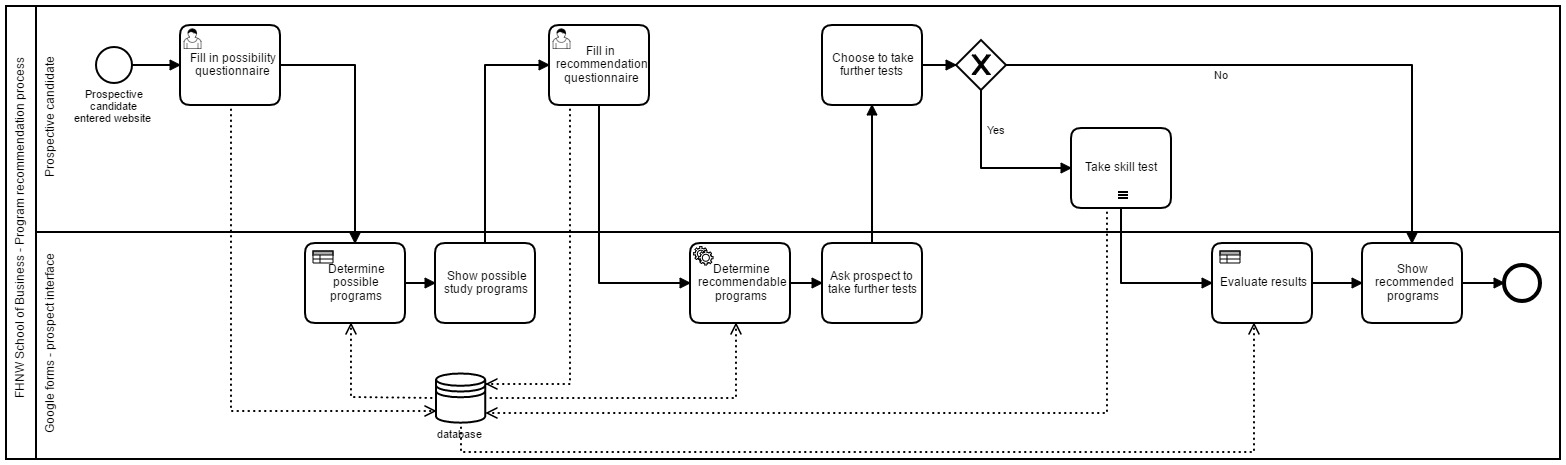 FHNW School of Business - Program recommendation process
Prospective candidate
Prospective
candidate
entered website
Fill in possibility
questionnaire
Fill in
recommendation
questionnaire
Choose to take
further tests
No
Yes
Take skill test
Google forms - prospect interface
Determine
possible
programs
Show possible
study programs
Determine
recommendable
programs
Ask prospect to
take further tests
Evaluate results
Show
recommended
programs
database